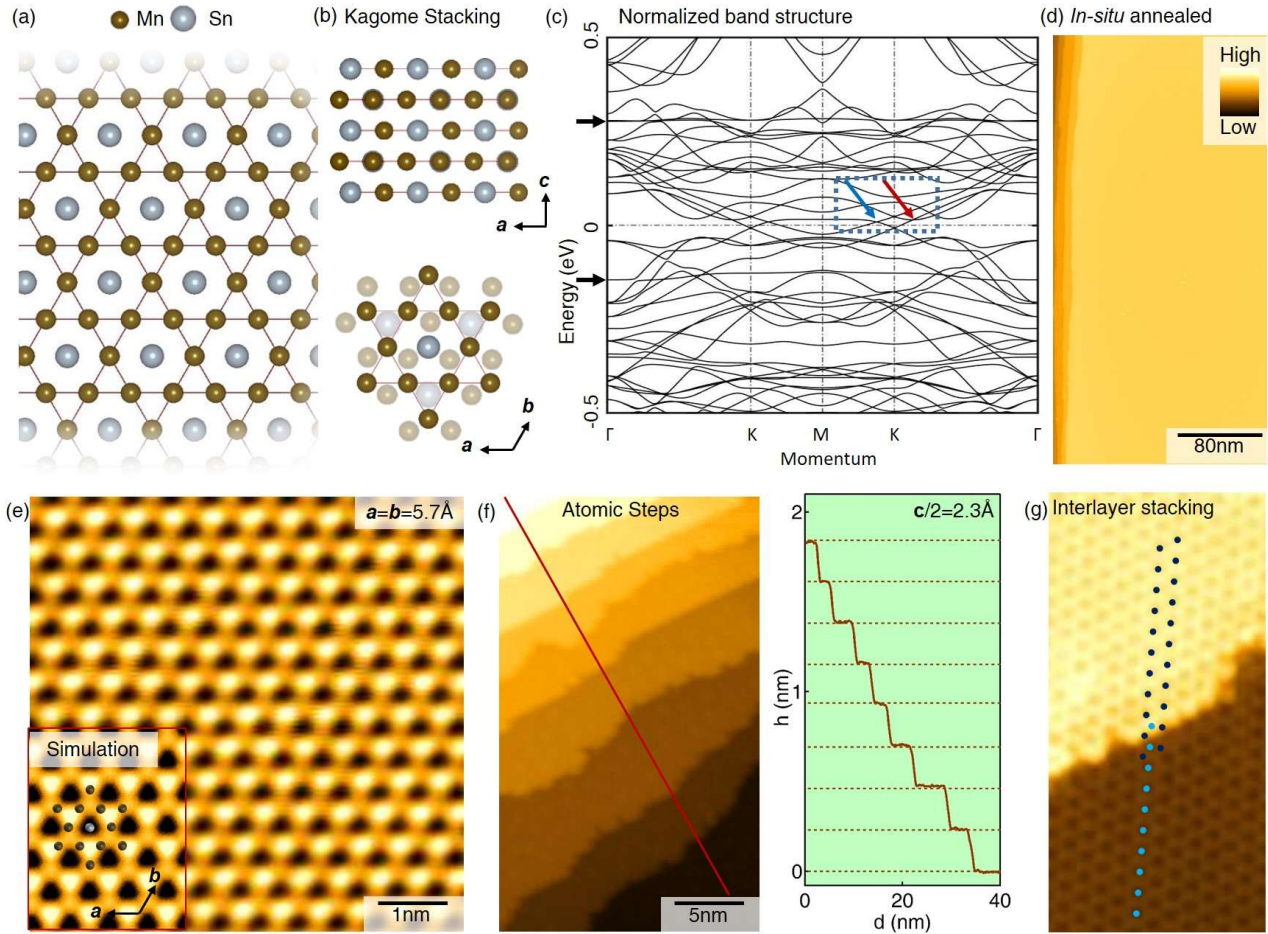 (a)
Mn
Sn
(b) Kagome Stacking
c
a
b
a
(c)
Normalized band structure
0.5
0
-0.5
Energy (eV)
Γ
K
M
K
Γ
Momentum
(d) In-situ annealed
High
Low
80nm
(e)
a=b=5.7Å
Simulation
b
a
1nm
(f)
Atomic Steps
5nm
c/2=2.3Å
2
1
0
h (nm)
0
20
40
d (nm)
(g) Interlayer stacking